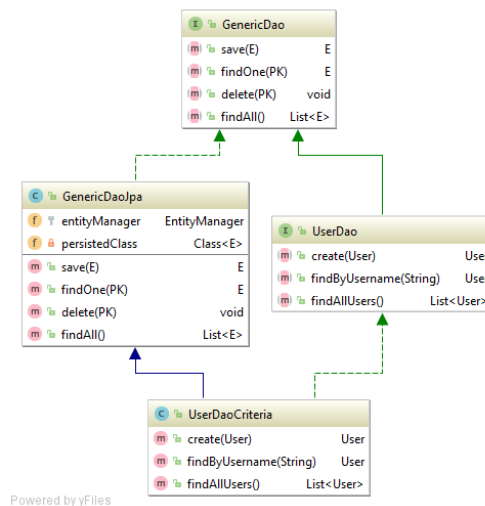 I GenericDao
m save(E) E
m findOne(PK) E
m delete(PK) void
m findAll() List<E>
C GenericDaoJpa
f entityManager EntityManager
f persistedClass Class<E>
m save(E) E
m findOne(PK) E
m delete(PK) void
m findAll() List<E>
I UserDao
m create(User) Use
m findByUsername(String) Use
m findAllUsers() List<User>
C UserDaoCriteria
m create(User) User
m findByUsername(String) User
m findAllUsers() List<User>
Powered by yFiles